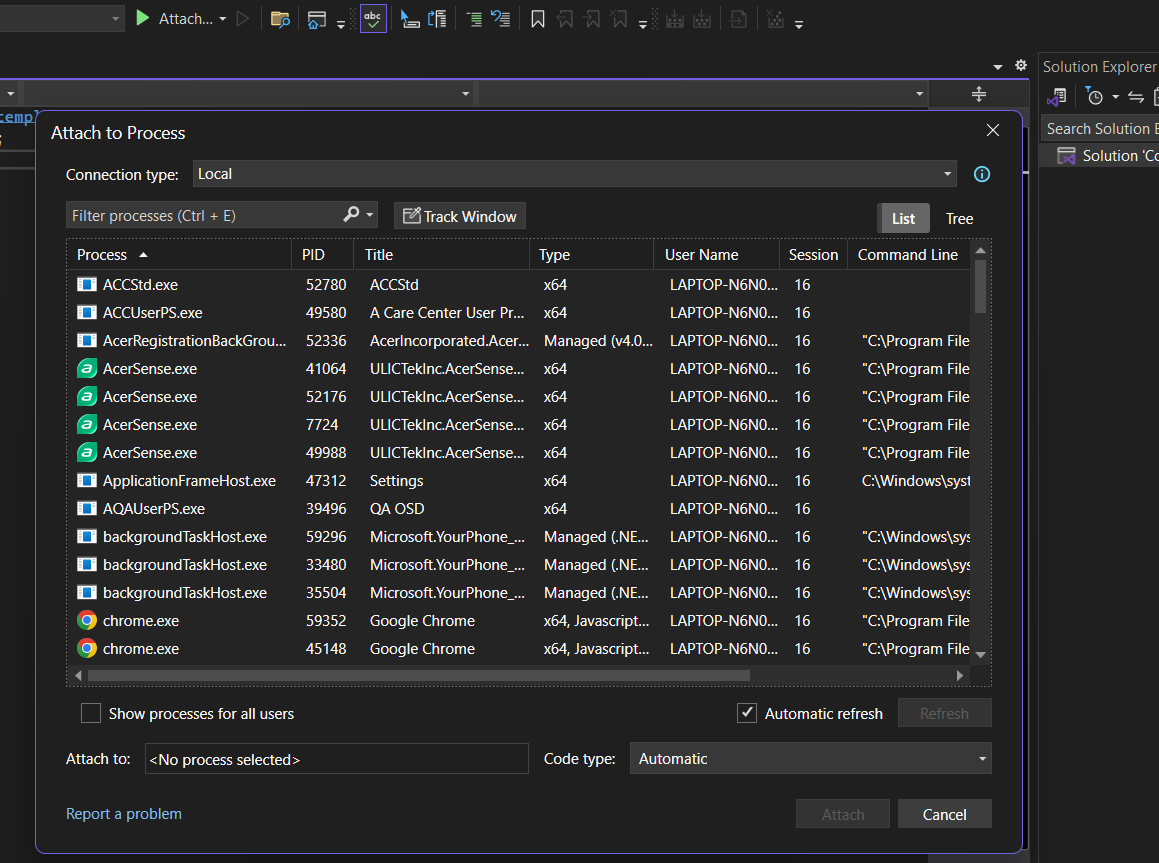 Attach...
abc
Solution Explorer
Search Solution E
Solution 'Co
templ
;
Attach to Process
Connection type: Local
Filter processes (Ctrl + E) Track Window List Tree
Process PID Title Type User Name Session Command Line
ACCStd.exe 52780 ACCStd x64 LAPTOP-N6N0... 16
ACCUserPS.exe 49580 A Care Center User Pr... x64 LAPTOP-N6N0... 16
AcerRegistrationBackGrou... 52336 AcerIncorporated.Acer... Managed (v4.0... LAPTOP-N6N0... 16 "C:\Program File
AcerSense.exe 41064 ULICTekInc.AcerSense... x64 LAPTOP-N6N0... 16 "C:\Program File
AcerSense.exe 52176 ULICTekInc.AcerSense... x64 LAPTOP-N6N0... 16 "C:\Program File
AcerSense.exe 7724 ULICTekInc.AcerSense... x64 LAPTOP-N6N0... 16 "C:\Program File
AcerSense.exe 49988 ULICTekInc.AcerSense... x64 LAPTOP-N6N0... 16 "C:\Program File
ApplicationFrameHost.exe 47312 Settings x64 LAPTOP-N6N0... 16 C:\Windows\syst
AQAUserPS.exe 39496 QA OSD x64 LAPTOP-N6N0... 16
backgroundTaskHost.exe 59296 Microsoft.YourPhone_... Managed (.NE... LAPTOP-N6N0... 16 "C:\Windows\sys
backgroundTaskHost.exe 33480 Microsoft.YourPhone_... Managed (.NE... LAPTOP-N6N0... 16 "C:\Windows\sys
backgroundTaskHost.exe 35504 Microsoft.YourPhone_... Managed (.NE... LAPTOP-N6N0... 16 "C:\Windows\sys
chrome.exe 59352 Google Chrome x64, Javascript... LAPTOP-N6N0... 16 "C:\Program File
chrome.exe 45148 Google Chrome x64, Javascript... LAPTOP-N6N0... 16 "C:\Program File
Show processes for all users Automatic refresh Refresh
Attach to: <No process selected> Code type: Automatic
Report a problem Attach Cancel